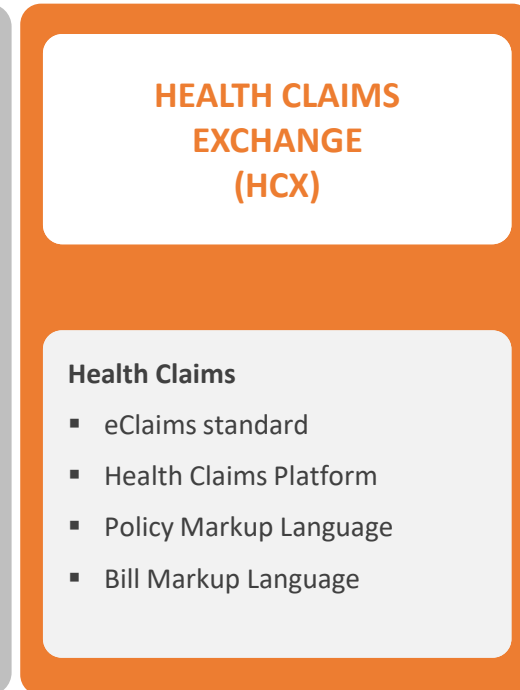 HEALTH CLAIMS
EXCHANGE
(HCX)
Health Claims
▪ eClaims standard
▪ Health Claims Platform
▪ Policy Markup Language
▪ Bill Markup Language